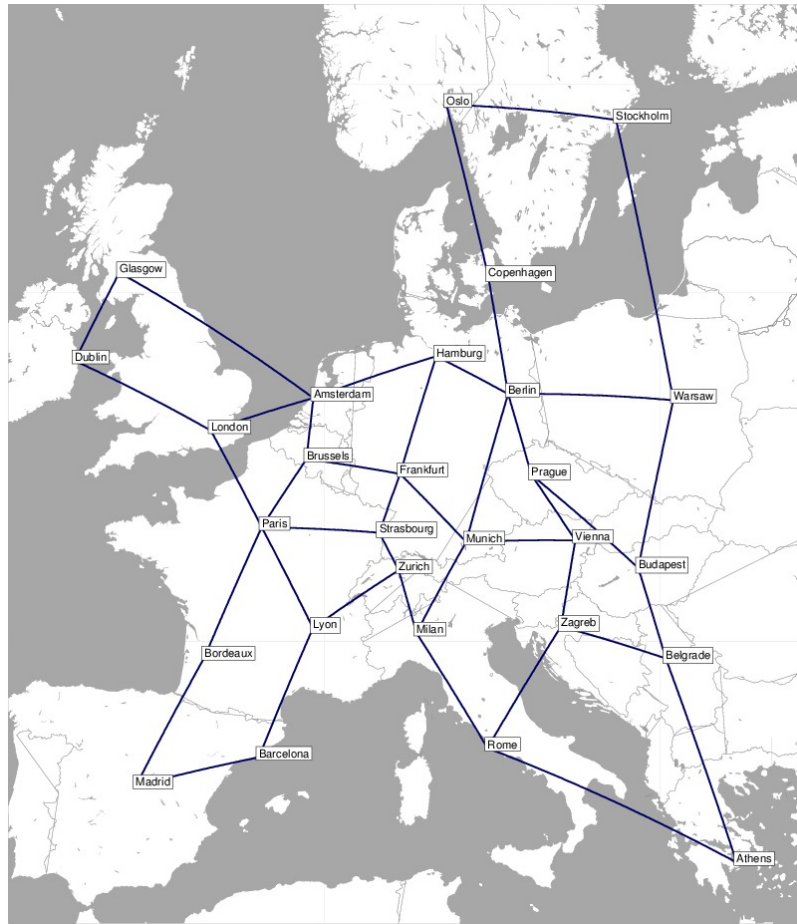 Oslo
Stockholm
Glasgow
Copenhagen
Dublin
Hamburg
Amsterdam
Berlin
Warsaw
London
Brussels
Frankfurt
Prague
Paris
Strasbourg
Munich
Vienna
Zurich
Budapest
Lyon
Milan
Zagreb
Bordeaux
Belgrade
Rome
Barcelona
Madrid
Athens